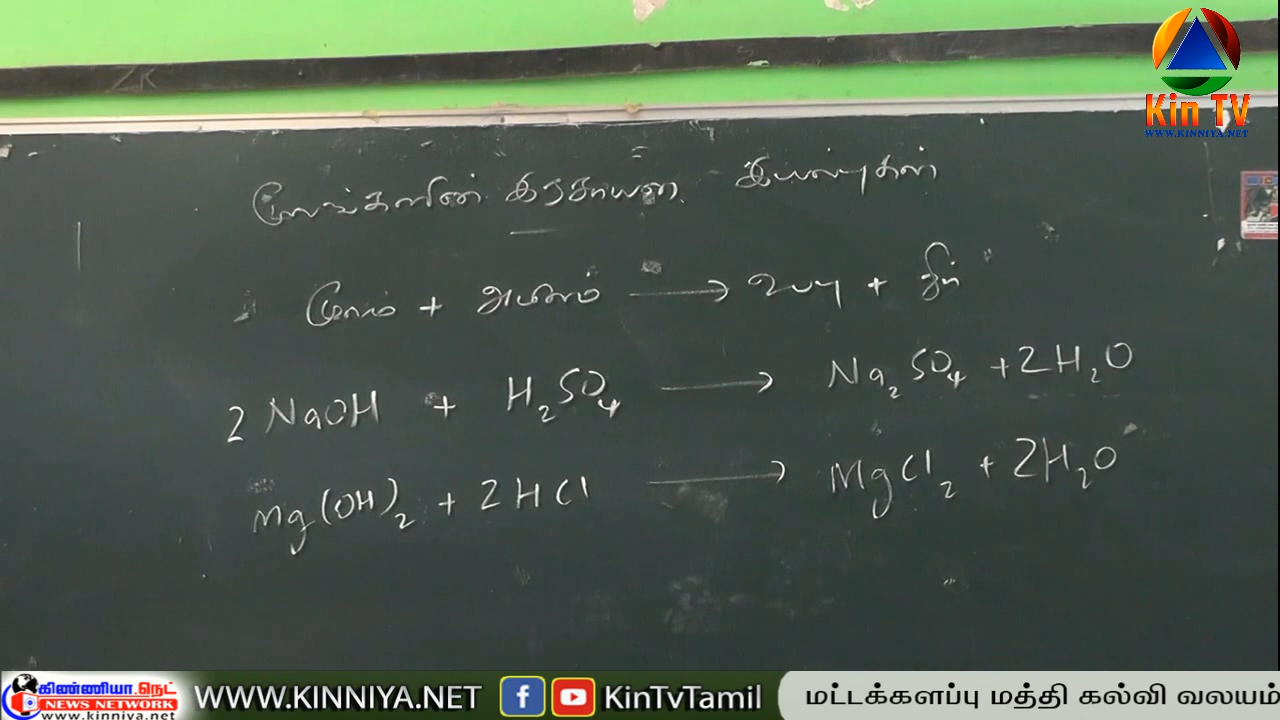 Kin TV
WWW.KINNIYA.NET
மூலங்களின் இரசாயன இயல்புகள்
மூலம் + அமிலம் → உப்பு + நீர்
2 NaOH + H₂SO₄ → Na₂SO₄ + 2H₂O
Mg(OH)₂ + 2HCl → MgCl₂ + 2H₂O
கிண்ணியா.நெட்
NEWS NETWORK
www.kinniya.net
WWW.KINNIYA.NET KinTvTamil மட்டக்களப்பு மத்தி கல்வி வலயம்